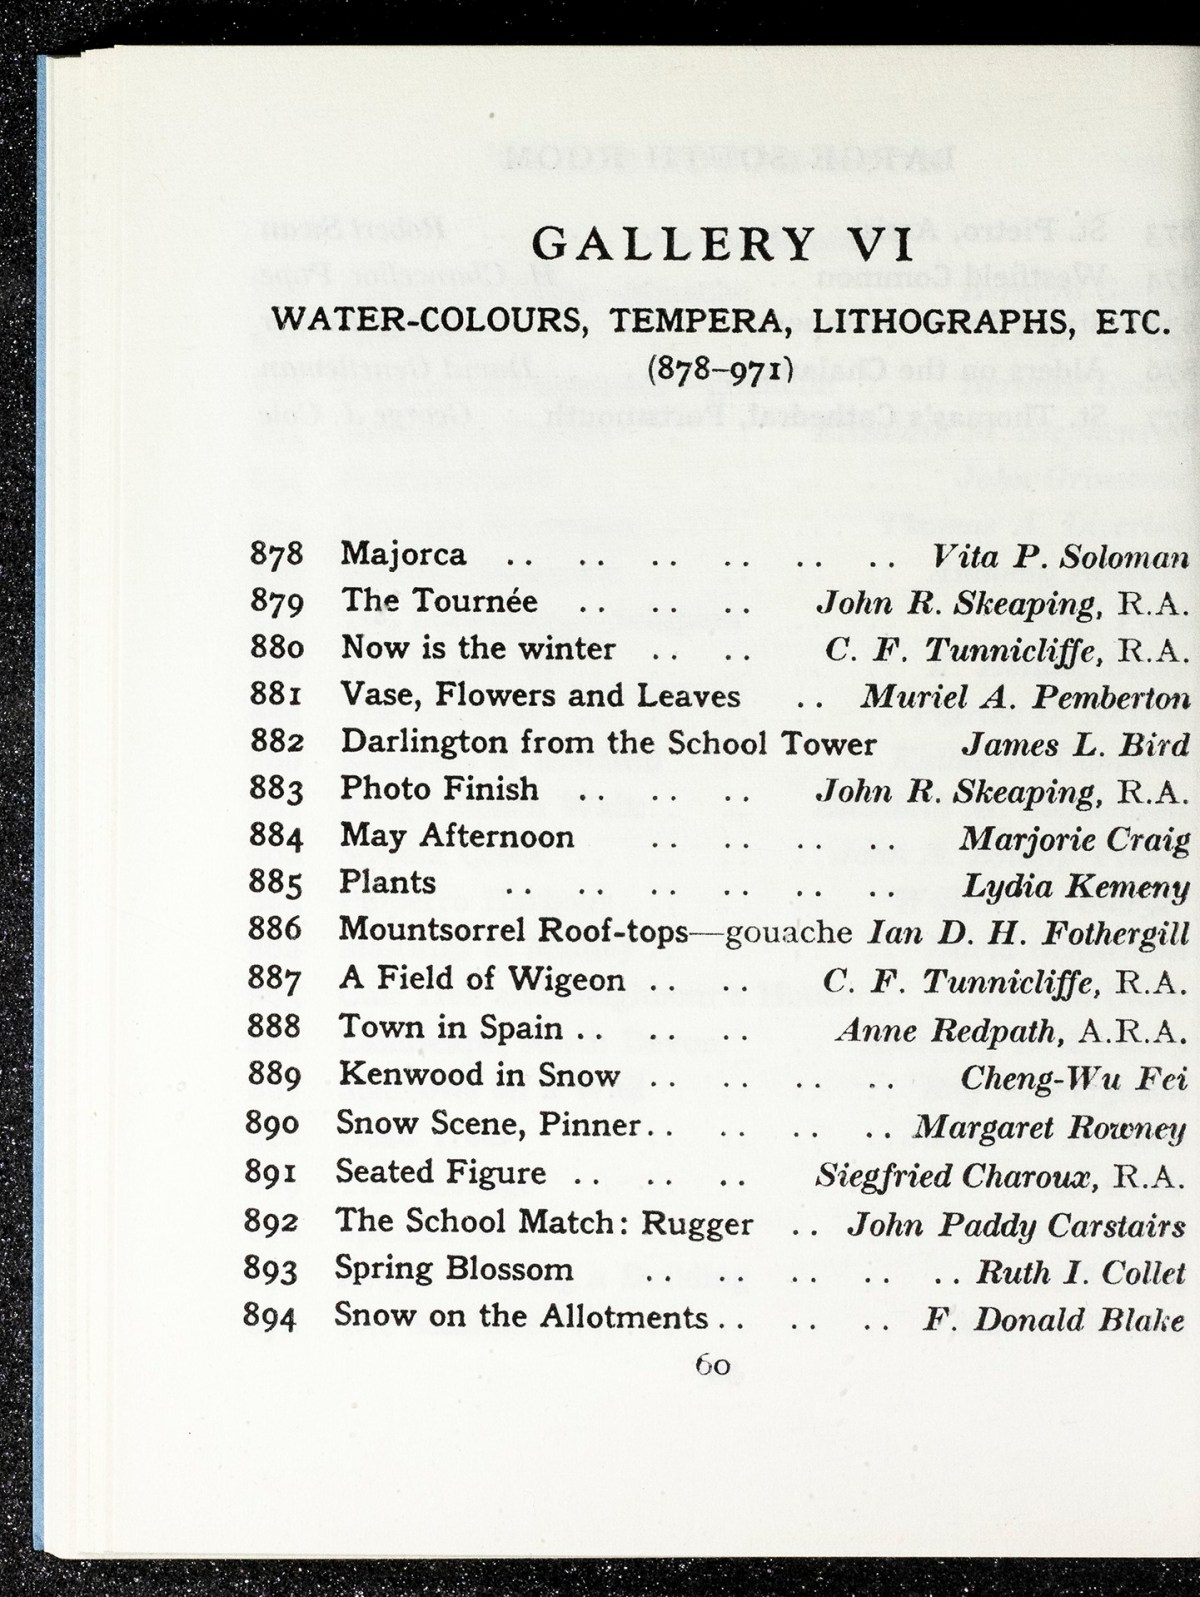 GALLERY VI
WATER-COLOURS, TEMPERA, LITHOGRAPHS, ETC.
(878–971)
878 Majorca .. .. .. .. .. .. Vita P. Soloman
879 The Tournée .. .. .. John R. Skeaping, R.A.
880 Now is the winter .. .. C. F. Tunnicliffe, R.A.
881 Vase, Flowers and Leaves .. Muriel A. Pemberton
882 Darlington from the School Tower James L. Bird
883 Photo Finish .. .. .. John R. Skeaping, R.A.
884 May Afternoon .. .. .. .. Marjorie Craig
885 Plants .. .. .. .. .. .. Lydia Kemeny
886 Mountsorrel Roof-tops—gouache Ian D. H. Fothergill
887 A Field of Wigeon .. .. C. F. Tunnicliffe, R.A.
888 Town in Spain .. .. .. Anne Redpath, A.R.A.
889 Kenwood in Snow .. .. .. .. Cheng-Wu Fei
890 Snow Scene, Pinner .. .. .. .. Margaret Rowney
891 Seated Figure .. .. .. Siegfried Charoux, R.A.
892 The School Match: Rugger .. John Paddy Carstairs
893 Spring Blossom .. .. .. .. .. Ruth I. Collet
894 Snow on the Allotments .. .. .. F. Donald Blake
60